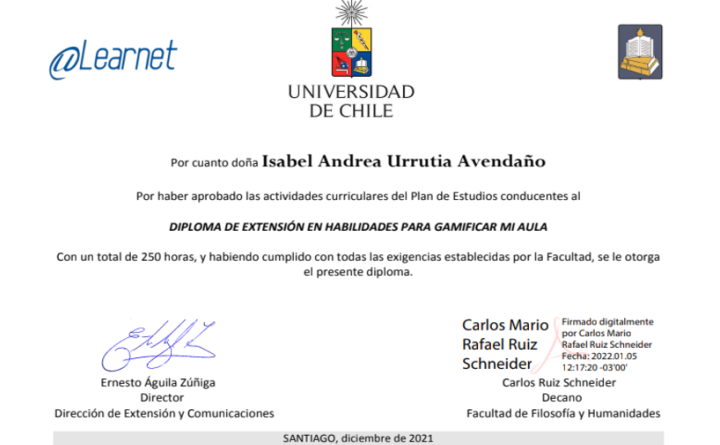 @Learnet
UNIVERSIDAD
DE CHILE
Por cuanto doña Isabel Andrea Urrutia Avendaño
Por haber aprobado las actividades curriculares del Plan de Estudios conducentes al
DIPLOMA DE EXTENSIÓN EN HABILIDADES PARA GAMIFICAR MI AULA
Con un total de 250 horas, y habiendo cumplido con todas las exigencias establecidas por la Facultad, se le otorga
el presente diploma.
Carlos Mario
Rafael Ruiz
Schneider
Firmado digitalmente
por Carlos Mario
Rafael Ruiz Schneider
Fecha: 2022.01.05
12:17:20 -03'00'
Ernesto Águila Zúñiga
Director
Dirección de Extensión y Comunicaciones
Carlos Ruiz Schneider
Decano
Facultad de Filosofía y Humanidades
SANTIAGO, diciembre de 2021